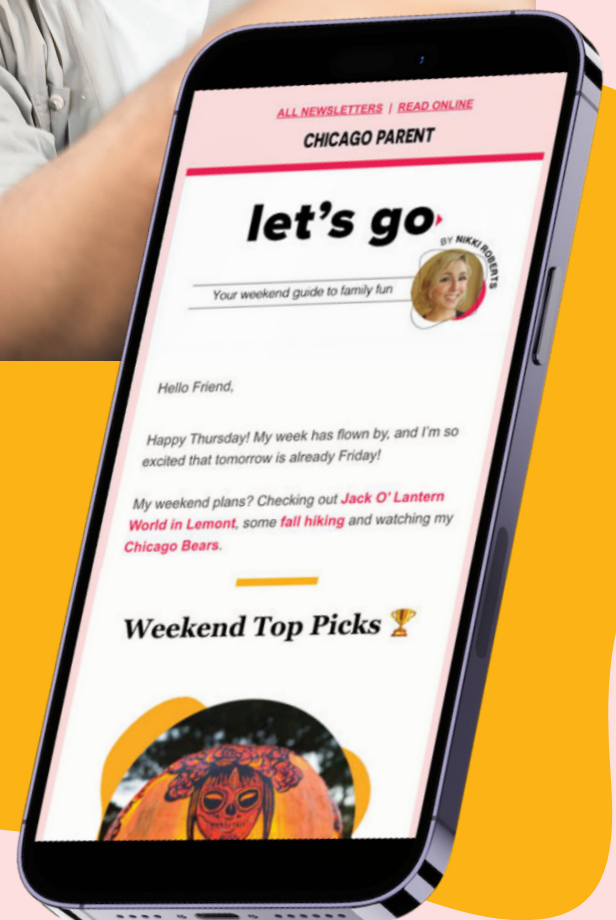 ALL NEWSLETTERS | READ ONLINE
CHICAGO PARENT
let's go
BY NIKKI ROBERTS
Your weekend guide to family fun
Hello Friend,
Happy Thursday! My week has flown by, and I'm so
excited that tomorrow is already Friday!
My weekend plans? Checking out Jack O' Lantern
World in Lemont, some fall hiking and watching my
Chicago Bears.
Weekend Top Picks 🏆